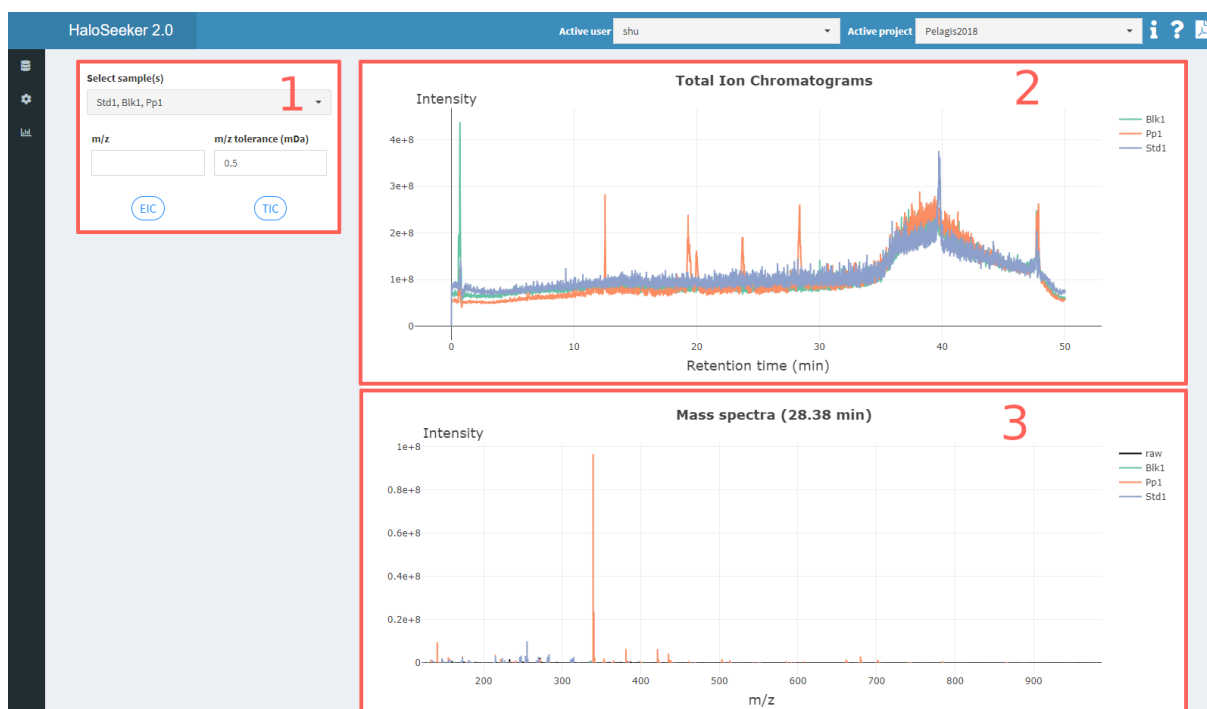 HaloSeeker 2.0
Active user shu Active project Pelagis2018
Select sample(s)
1
Std1, Blk1, Pp1
m/z m/z tolerance (mDa)
0.5
EIC TIC
Total Ion Chromatograms
2
Intensity
Blk1
Pp1
Std1
4e+8
3e+8
2e+8
1e+8
0
0 10 20 30 40 50
Retention time (min)
Mass spectra (28.38 min)
3
Intensity
raw
Blk1
Pp1
Std1
1e+8
0.8e+8
0.6e+8
0.4e+8
0.2e+8
0
200 300 400 500 600 700 800 900
m/z